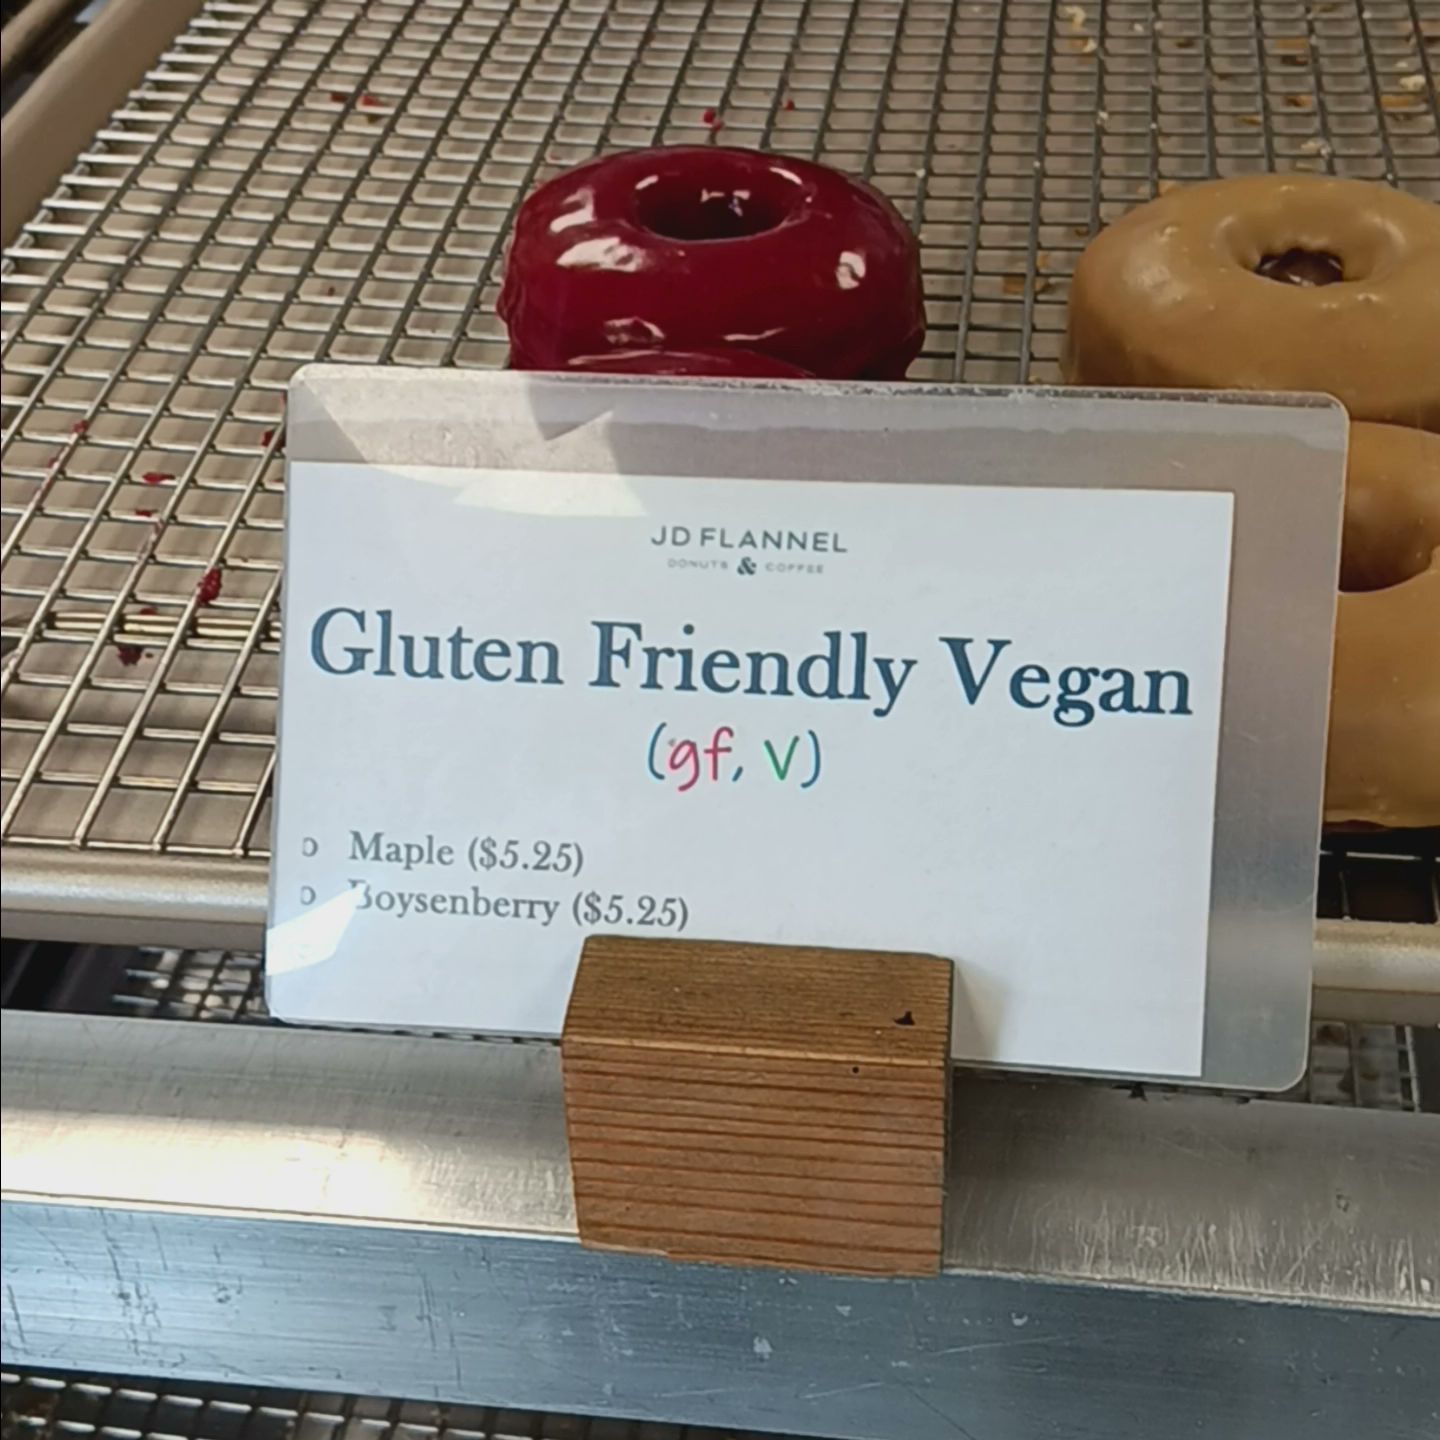 JD FLANNEL
DONUTS & COFFEE
Gluten Friendly Vegan
(gf, V)
o Maple ($5.25)
o Boysenberry ($5.25)